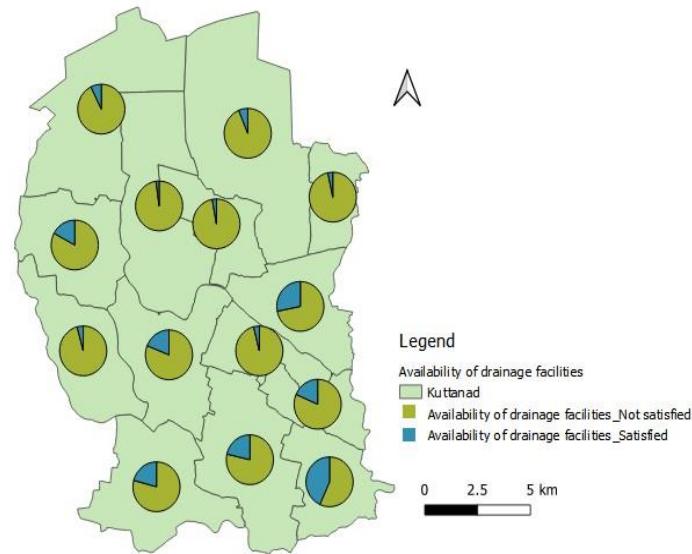 Legend
Availability of drainage facilities
Kuttanad
Availability of drainage facilities_Not satisfied
Availability of drainage facilities_Satisfied
0 2.5 5 km